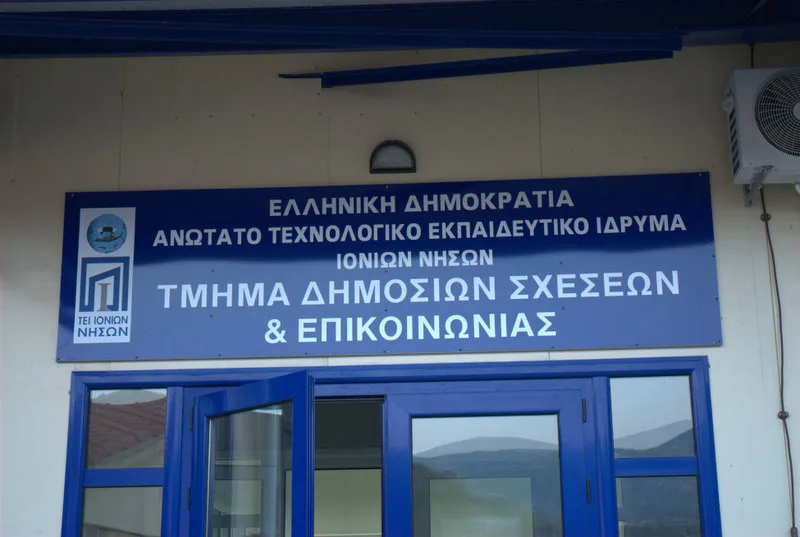 ΕΛΛΗΝΙΚΗ ΔΗΜΟΚΡΑΤΙΑ
ΑΝΩΤΑΤΟ ΤΕΧΝΟΛΟΓΙΚΟ ΕΚΠΑΙΔΕΥΤΙΚΟ ΙΔΡΥΜΑ
ΙΟΝΙΩΝ ΝΗΣΩΝ
ΤΜΗΜΑ ΔΗΜΟΣΙΩΝ ΣΧΕΣΕΩΝ
& ΕΠΙΚΟΙΝΩΝΙΑΣ
ΤΕΙ ΙΟΝΙΩΝ
ΝΗΣΩΝ